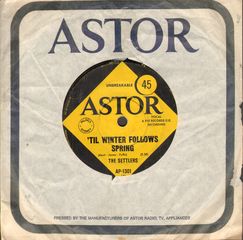 ASTOR
UNBREAKABLE
45
ASTOR
VOCAL
'TIL WINTER FOLLOWS
SPRING
THE SETTLERS
AP-1301
PRESSED BY THE MANUFACTURERS OF ASTOR RADIO, TV, APPLIANCES